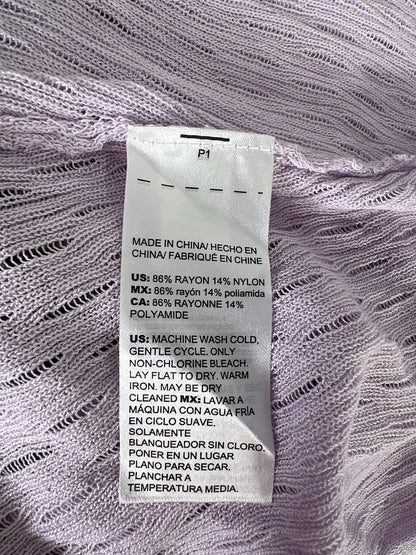 P1
MADE IN CHINA/ HECHO EN
CHINA/ FABRIQUÉ EN CHINE
US: 86% RAYON 14% NYLON
MX: 86% rayón 14% poliamida
CA: 86% RAYONNE 14%
POLYAMIDE
US: MACHINE WASH COLD,
GENTLE CYCLE. ONLY
NON-CHLORINE BLEACH.
LAY FLAT TO DRY. WARM
IRON. MAY BE DRY
CLEANED MX: LAVAR A
MÁQUINA CON AGUA FRÍA
EN CICLO SUAVE.
SOLAMENTE
BLANQUEADOR SIN CLORO.
PONER EN UN LUGAR
PLANO PARA SECAR.
PLANCHAR A
TEMPERATURA MEDIA.